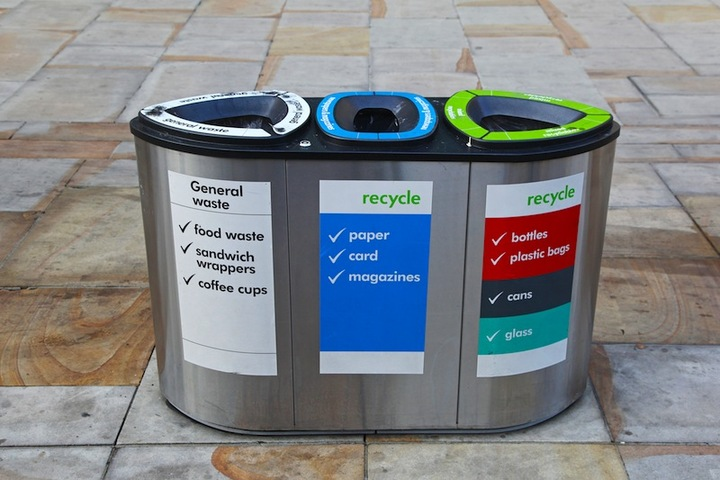 general waste
General
waste
✓ food waste
✓ sandwich
wrappers
✓ coffee cups
recycle
✓ paper
✓ card
✓ magazines
recycle
✓ bottles
✓ plastic bags
✓ cans
✓ glass